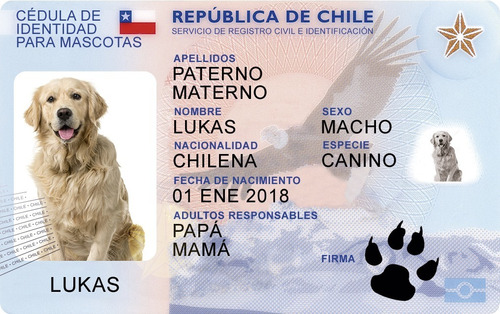 CÉDULA DE
IDENTIDAD
PARA MASCOTAS
REPÚBLICA DE CHILE
SERVICIO DE REGISTRO CIVIL E IDENTIFICACIÓN
APELLIDOS
PATERNO
MATERNO
NOMBRE
LUKAS
SEXO
MACHO
NACIONALIDAD
CHILENA
ESPECIE
CANINO
FECHA DE NACIMIENTO
01 ENE 2018
ADULTOS RESPONSABLES
PAPÁ
MAMÁ
FIRMA
LUKAS